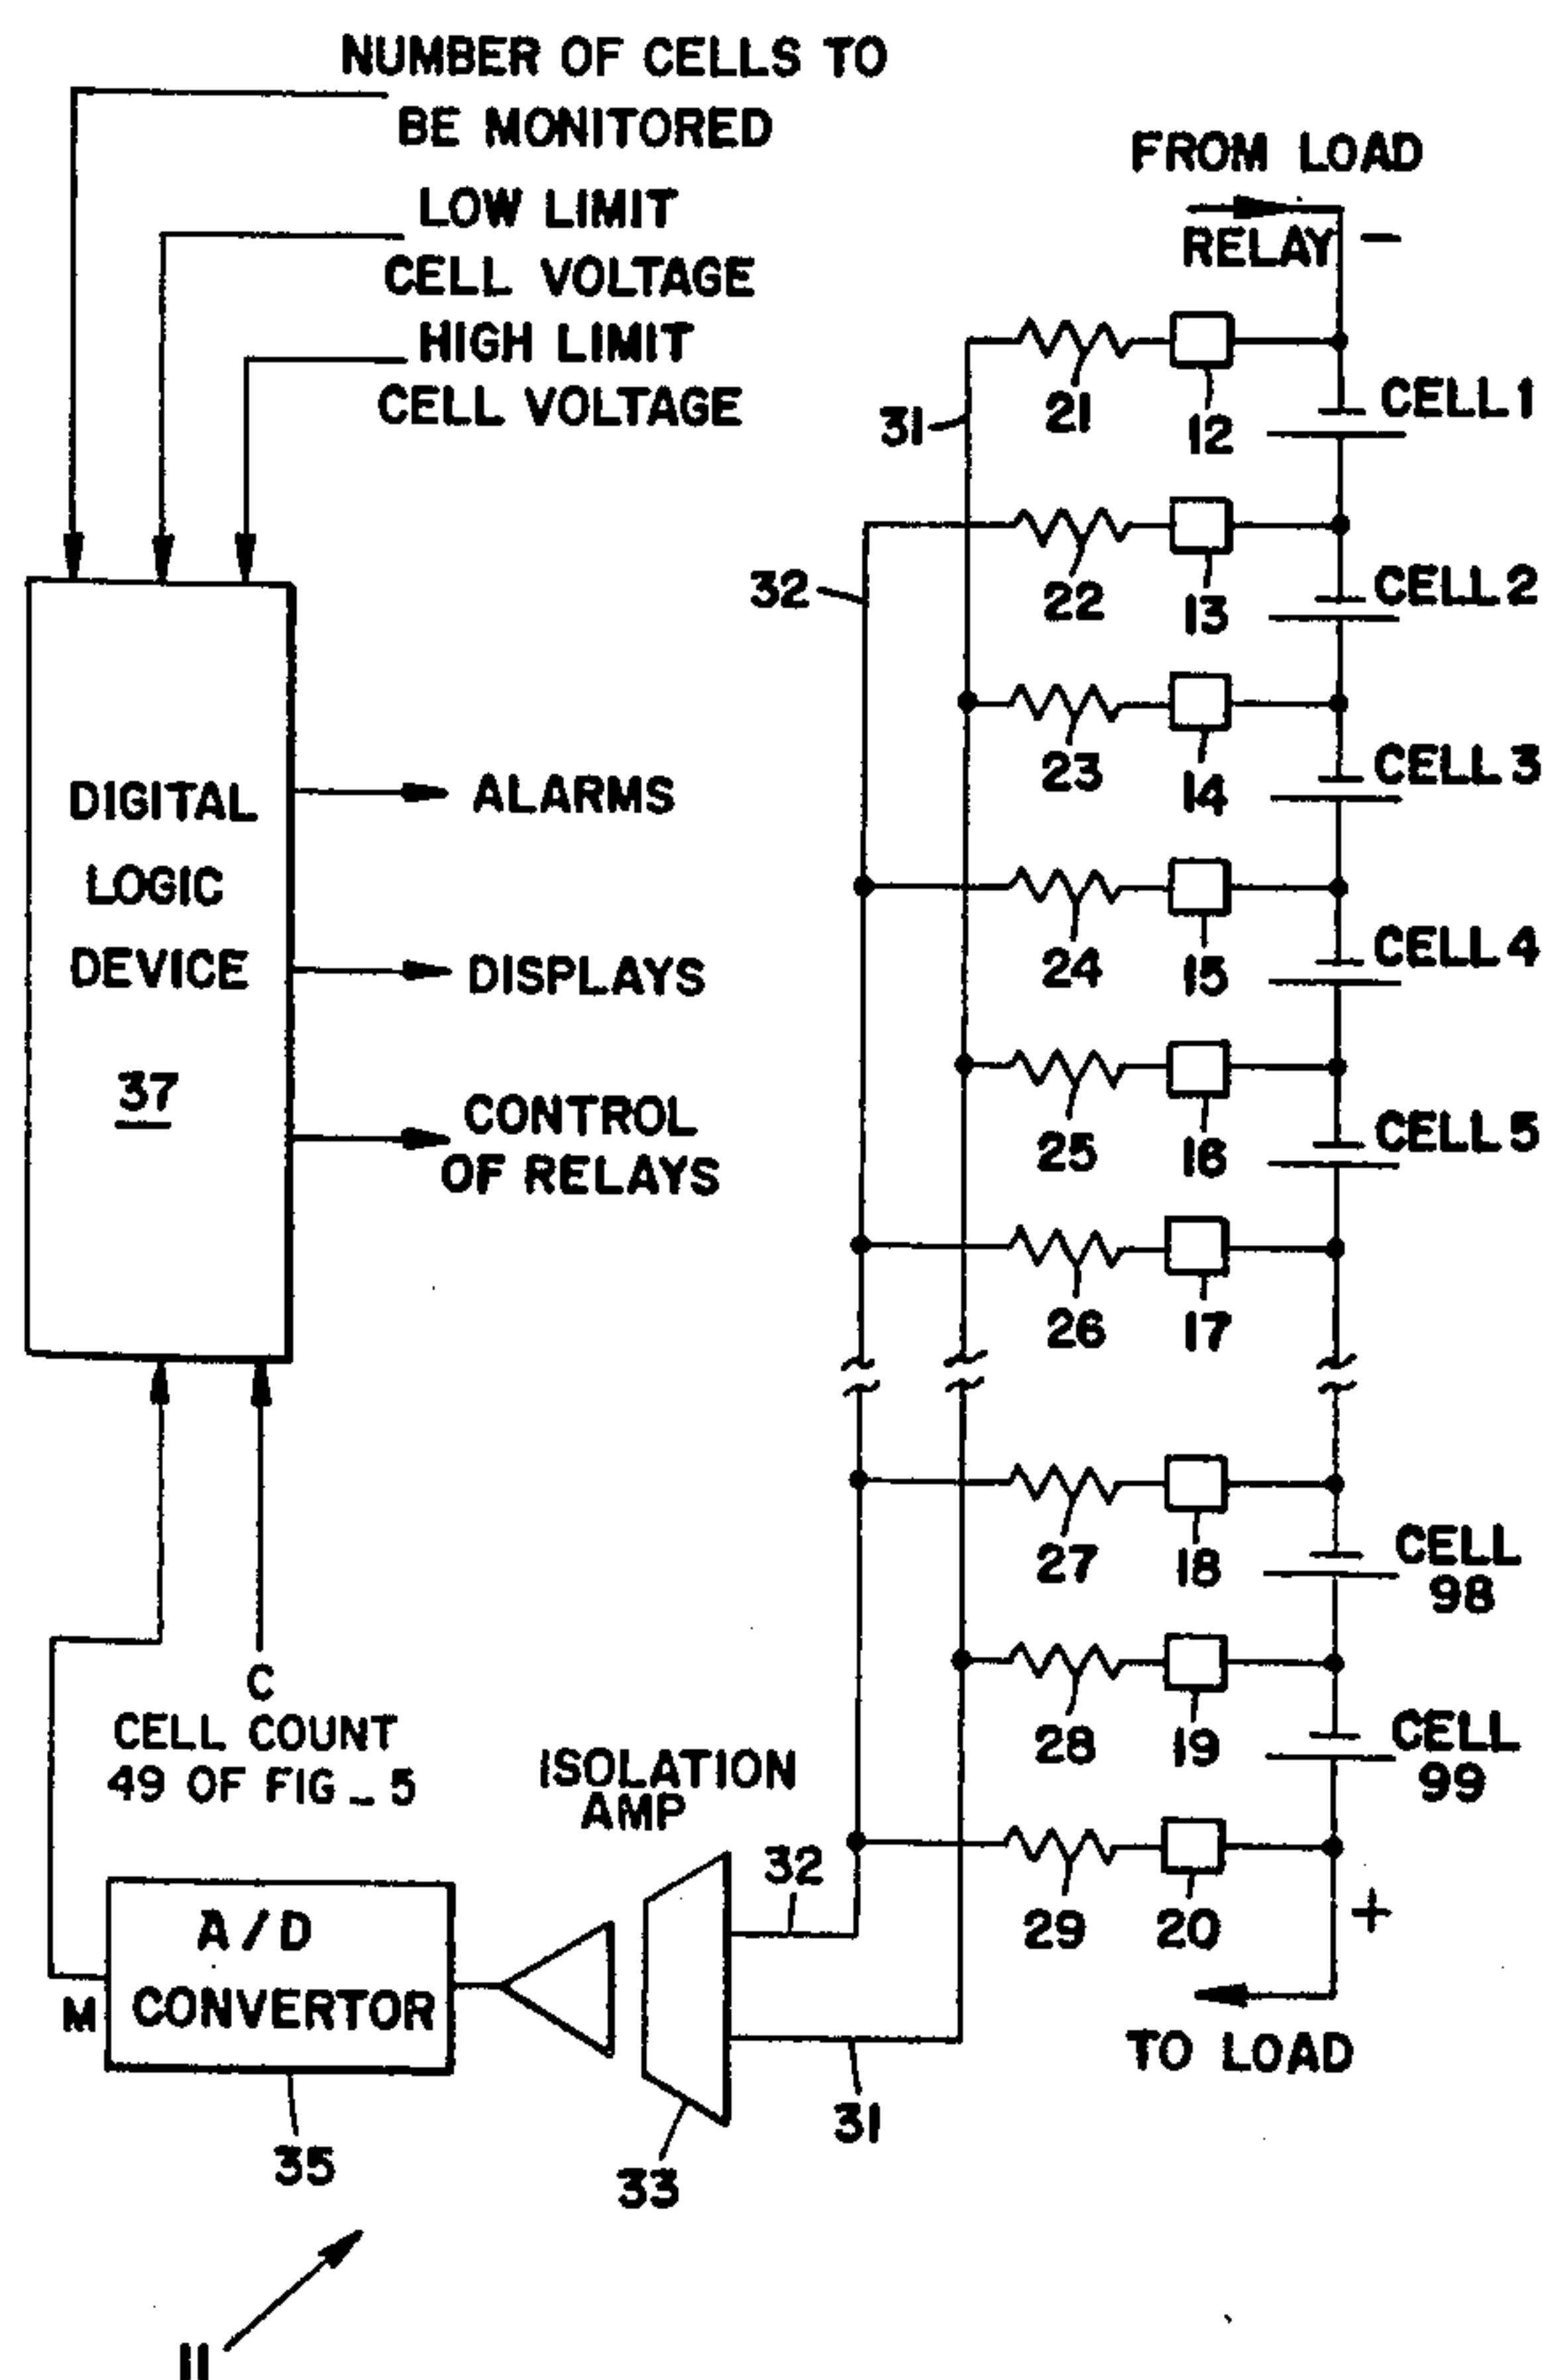 NUMBER OF CELLS TO
BE MONITORED
LOW LIMIT
CELL VOLTAGE
HIGH LIMIT
CELL VOLTAGE
FROM LOAD
RELAY −
21
12
CELL 1
31
22
13
CELL 2
32
23
14
CELL 3
24
15
CELL 4
25
16
CELL 5
26
17
DIGITAL
LOGIC
DEVICE
37
ALARMS
DISPLAYS
CONTROL
OF RELAYS
27
18
CELL
98
28
19
CELL
99
29
20
+
TO LOAD
C
CELL COUNT
49 OF FIG_5
ISOLATION
AMP
32
31
33
A/D
CONVERTOR
M
35
11